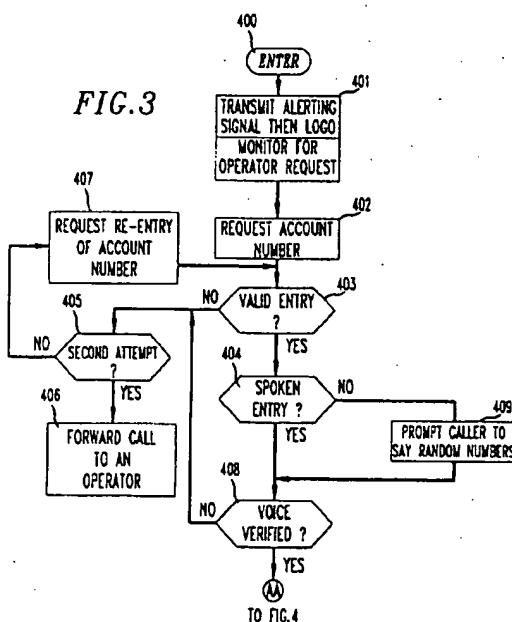 400
ENTER
FIG.3
401
TRANSMIT ALERTING
SIGNAL THEN LOGO
MONITOR FOR
OPERATOR REQUEST
407
REQUEST RE-ENTRY
OF ACCOUNT
NUMBER
402
REQUEST ACCOUNT
NUMBER
403
NO
VALID ENTRY
?
YES
405
NO
SECOND ATTEMPT
?
YES
404
SPOKEN
ENTRY ?
NO
YES
406
FORWARD CALL
TO AN
OPERATOR
409
PROMPT CALLER TO
SAY RANDOM NUMBERS
408
NO
VOICE
VERIFIED ?
YES
AA
TO FIG.4